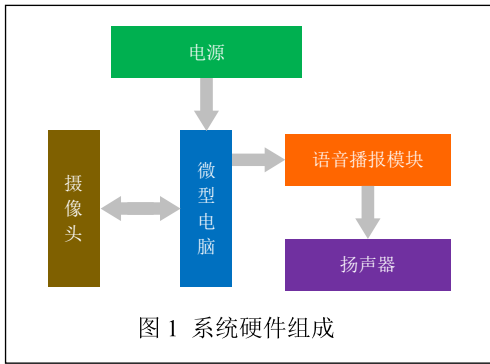 电源
摄像头
微型电脑
语音播报模块
扬声器
图 1 系统硬件组成